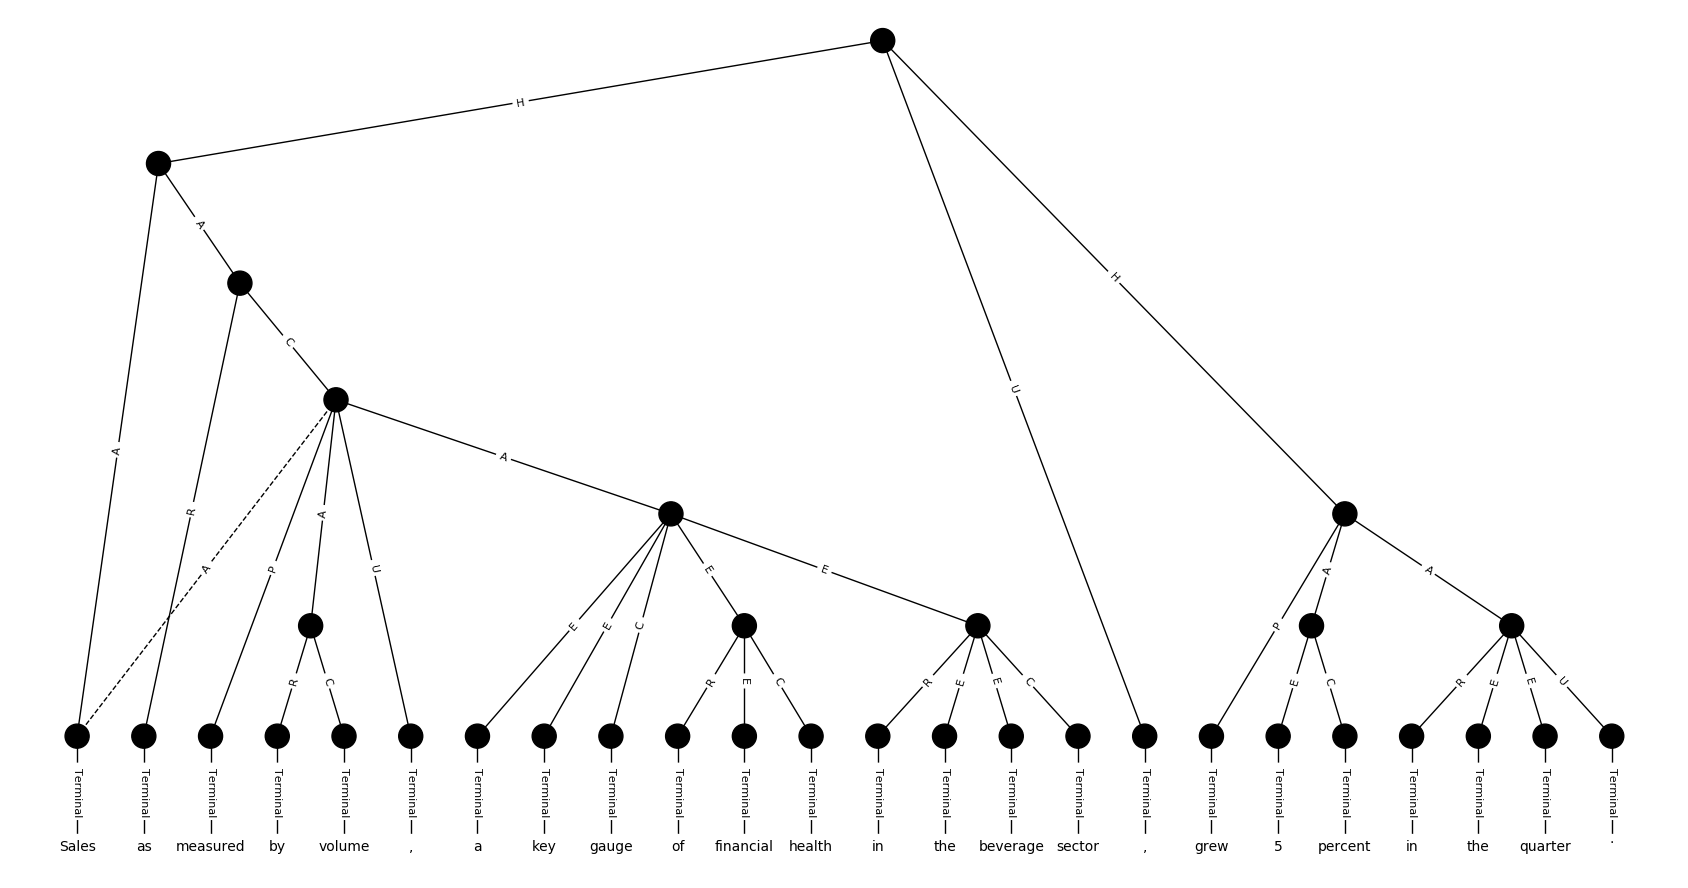 H
A
C
U
H
A
A
R
A
P
A
U
A
E
E
P
A
A
E
E
C
R
C
R
E
C
R
E
E
C
E
C
R
E
E
U
Terminal Terminal Terminal Terminal Terminal Terminal Terminal Terminal Terminal Terminal Terminal Terminal Terminal Terminal Terminal Terminal Terminal Terminal Terminal Terminal Terminal Terminal Terminal Terminal
Sales as measured by volume , a key gauge of financial health in the beverage sector , grew 5 percent in the quarter .